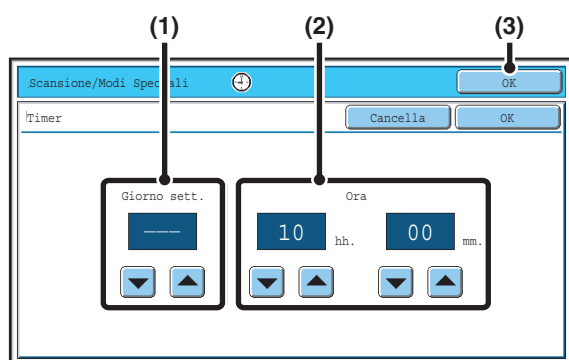 (1) (2) (3)
Scansione/Modi Speciali OK
Timer Cancella OK
Giorno sett. Ora
--- 10 hh. 00 mm.